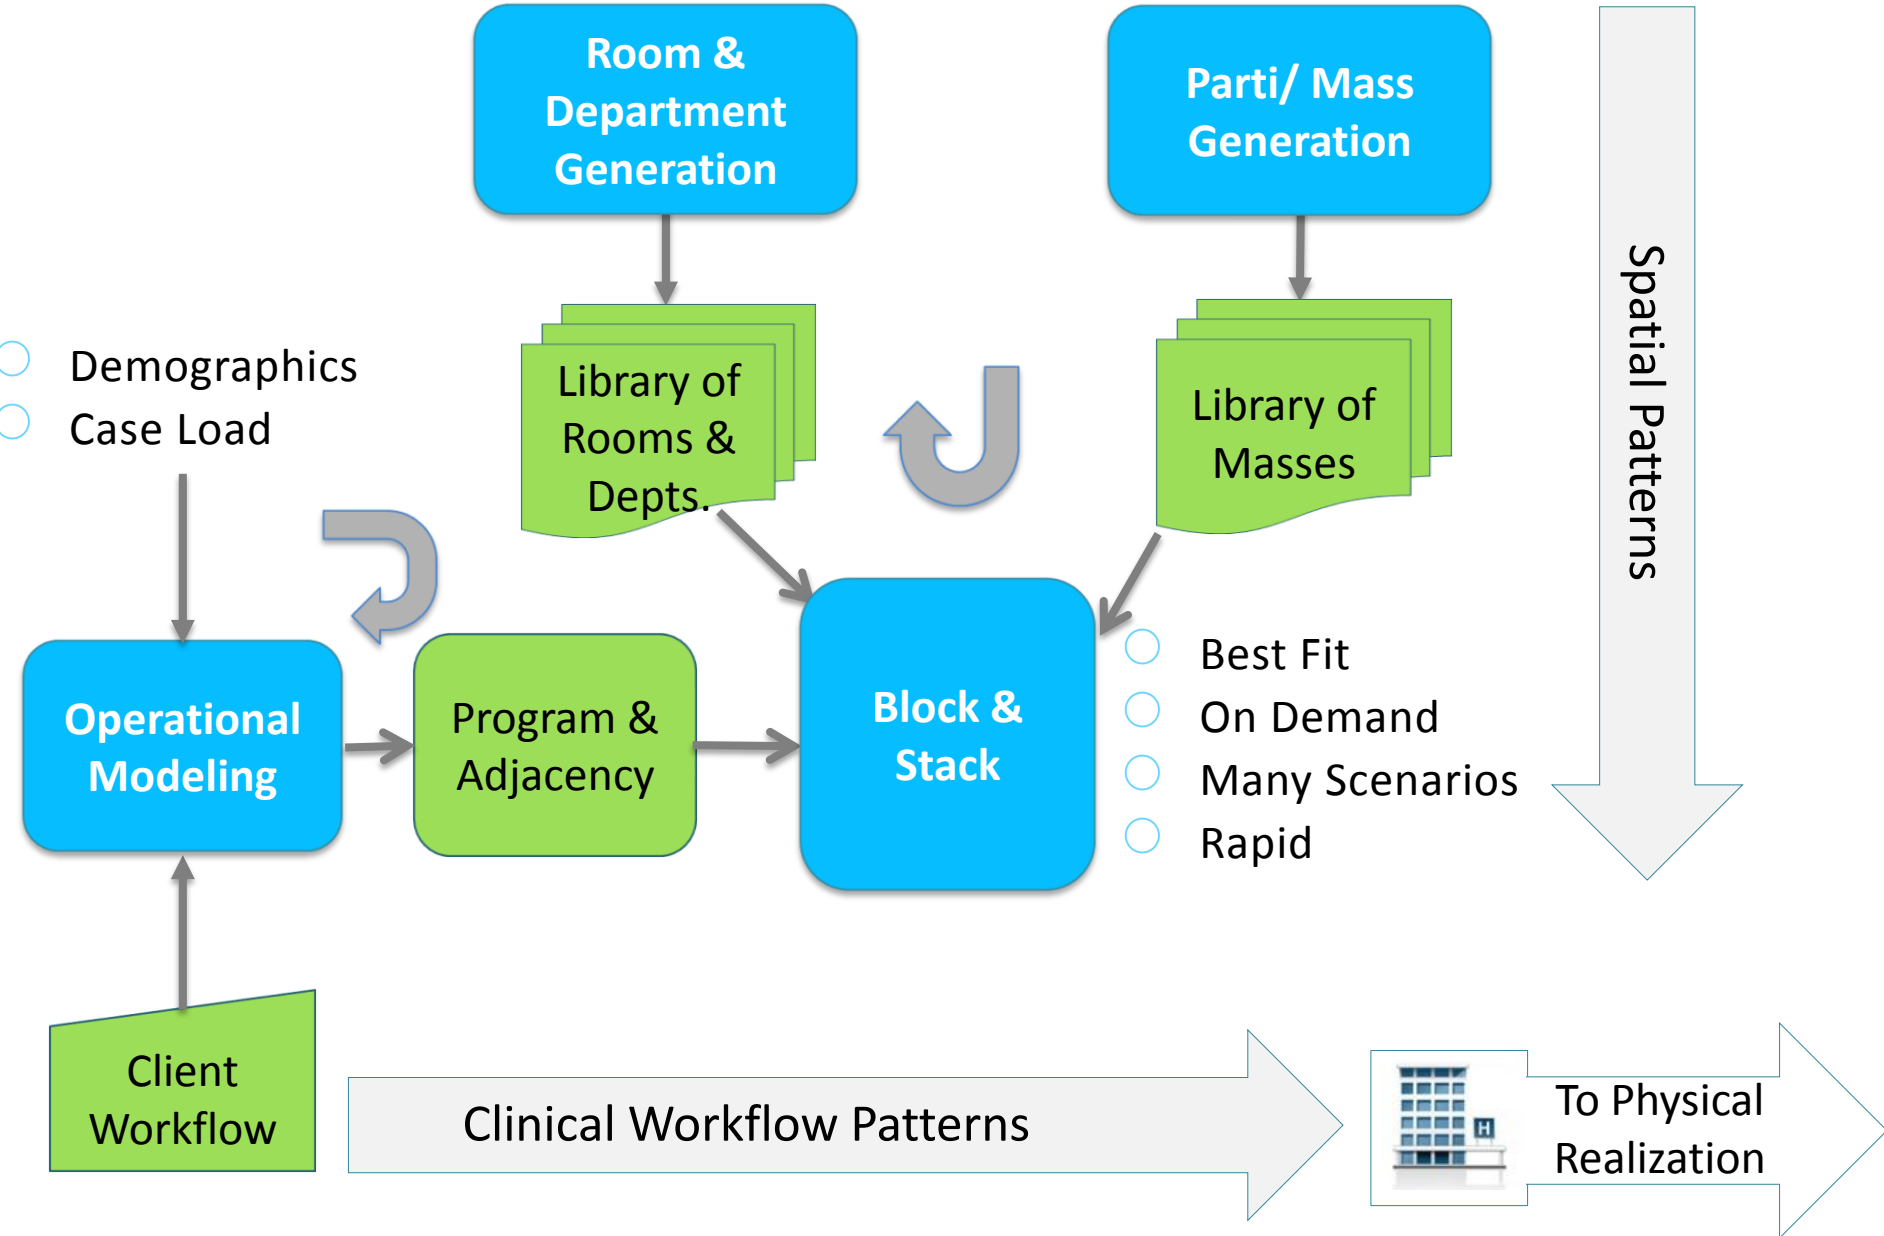 Room &
Department
Generation
Parti/ Mass
Generation
Spatial Patterns
Demographics
Case Load
Library of
Rooms &
Depts.
Library of
Masses
Operational
Modeling
Program &
Adjacency
Block &
Stack
Best Fit
On Demand
Many Scenarios
Rapid
Client
Workflow
Clinical Workflow Patterns
H
To Physical
Realization